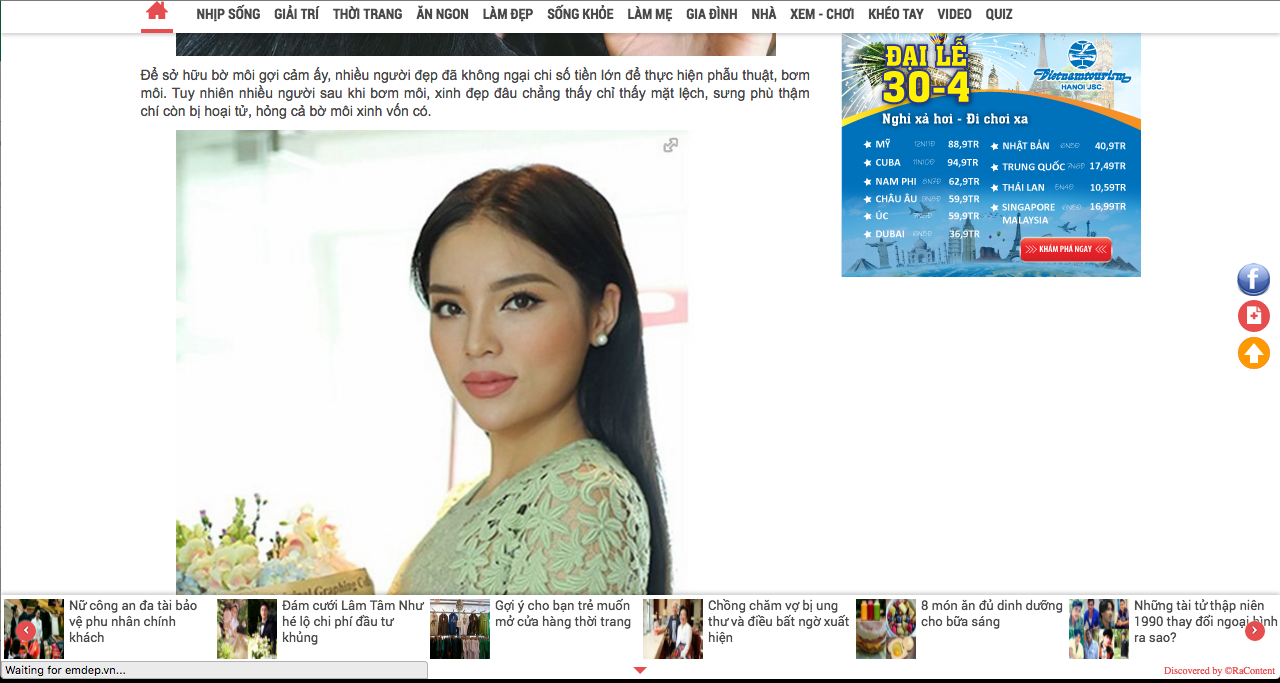 NHỊP SỐNG GIẢI TRÍ THỜI TRANG ĂN NGON LÀM ĐẸP SỐNG KHỎE LÀM MẸ GIA ĐÌNH NHÀ XEM - CHƠI KHÉO TAY VIDEO QUIZ
Để sở hữu bờ môi gợi cảm ấy, nhiều người đẹp đã không ngại chi số tiền lớn để thực hiện phẫu thuật, bơm
môi. Tuy nhiên nhiều người sau khi bơm môi, xinh đẹp đâu chẳng thấy chỉ thấy mặt lệch, sưng phù thậm
chí còn bị hoại tử, hỏng cả bờ môi xinh vốn có.
ĐẠI LỄ
30-4
Vietnamtourism
HANOI JSC.
Nghỉ xả hơi - Đi chơi xa
MỸ 12N11Đ 88,9TR
CUBA 11N10Đ 94,9TR
NAM PHI 8N7Đ 62,9TR
CHÂU ÂU 59,9TR
ÚC 59,9TR
DUBAI 36,9TR
NHẬT BẢN 6N5Đ 40,9TR
TRUNG QUỐC 7N6Đ 17,49TR
THÁI LAN 5N4Đ 10,59TR
SINGAPORE 16,99TR
MALAYSIA
KHÁM PHÁ NGAY
Graphing Ca
Nữ công an đa tài bảo
vệ phu nhân chính
khách
Đám cưới Lâm Tâm Như
hé lộ chi phí đầu tư
khủng
Gợi ý cho bạn trẻ muốn
mở cửa hàng thời trang
Chồng chăm vợ bị ung
thư và điều bất ngờ xuất
hiện
8 món ăn đủ dinh dưỡng
cho bữa sáng
Những tài tử thập niên
1990 thay đổi ngoại hình
ra sao?
Waiting for emdep.vn...
Discovered by ©RaContent